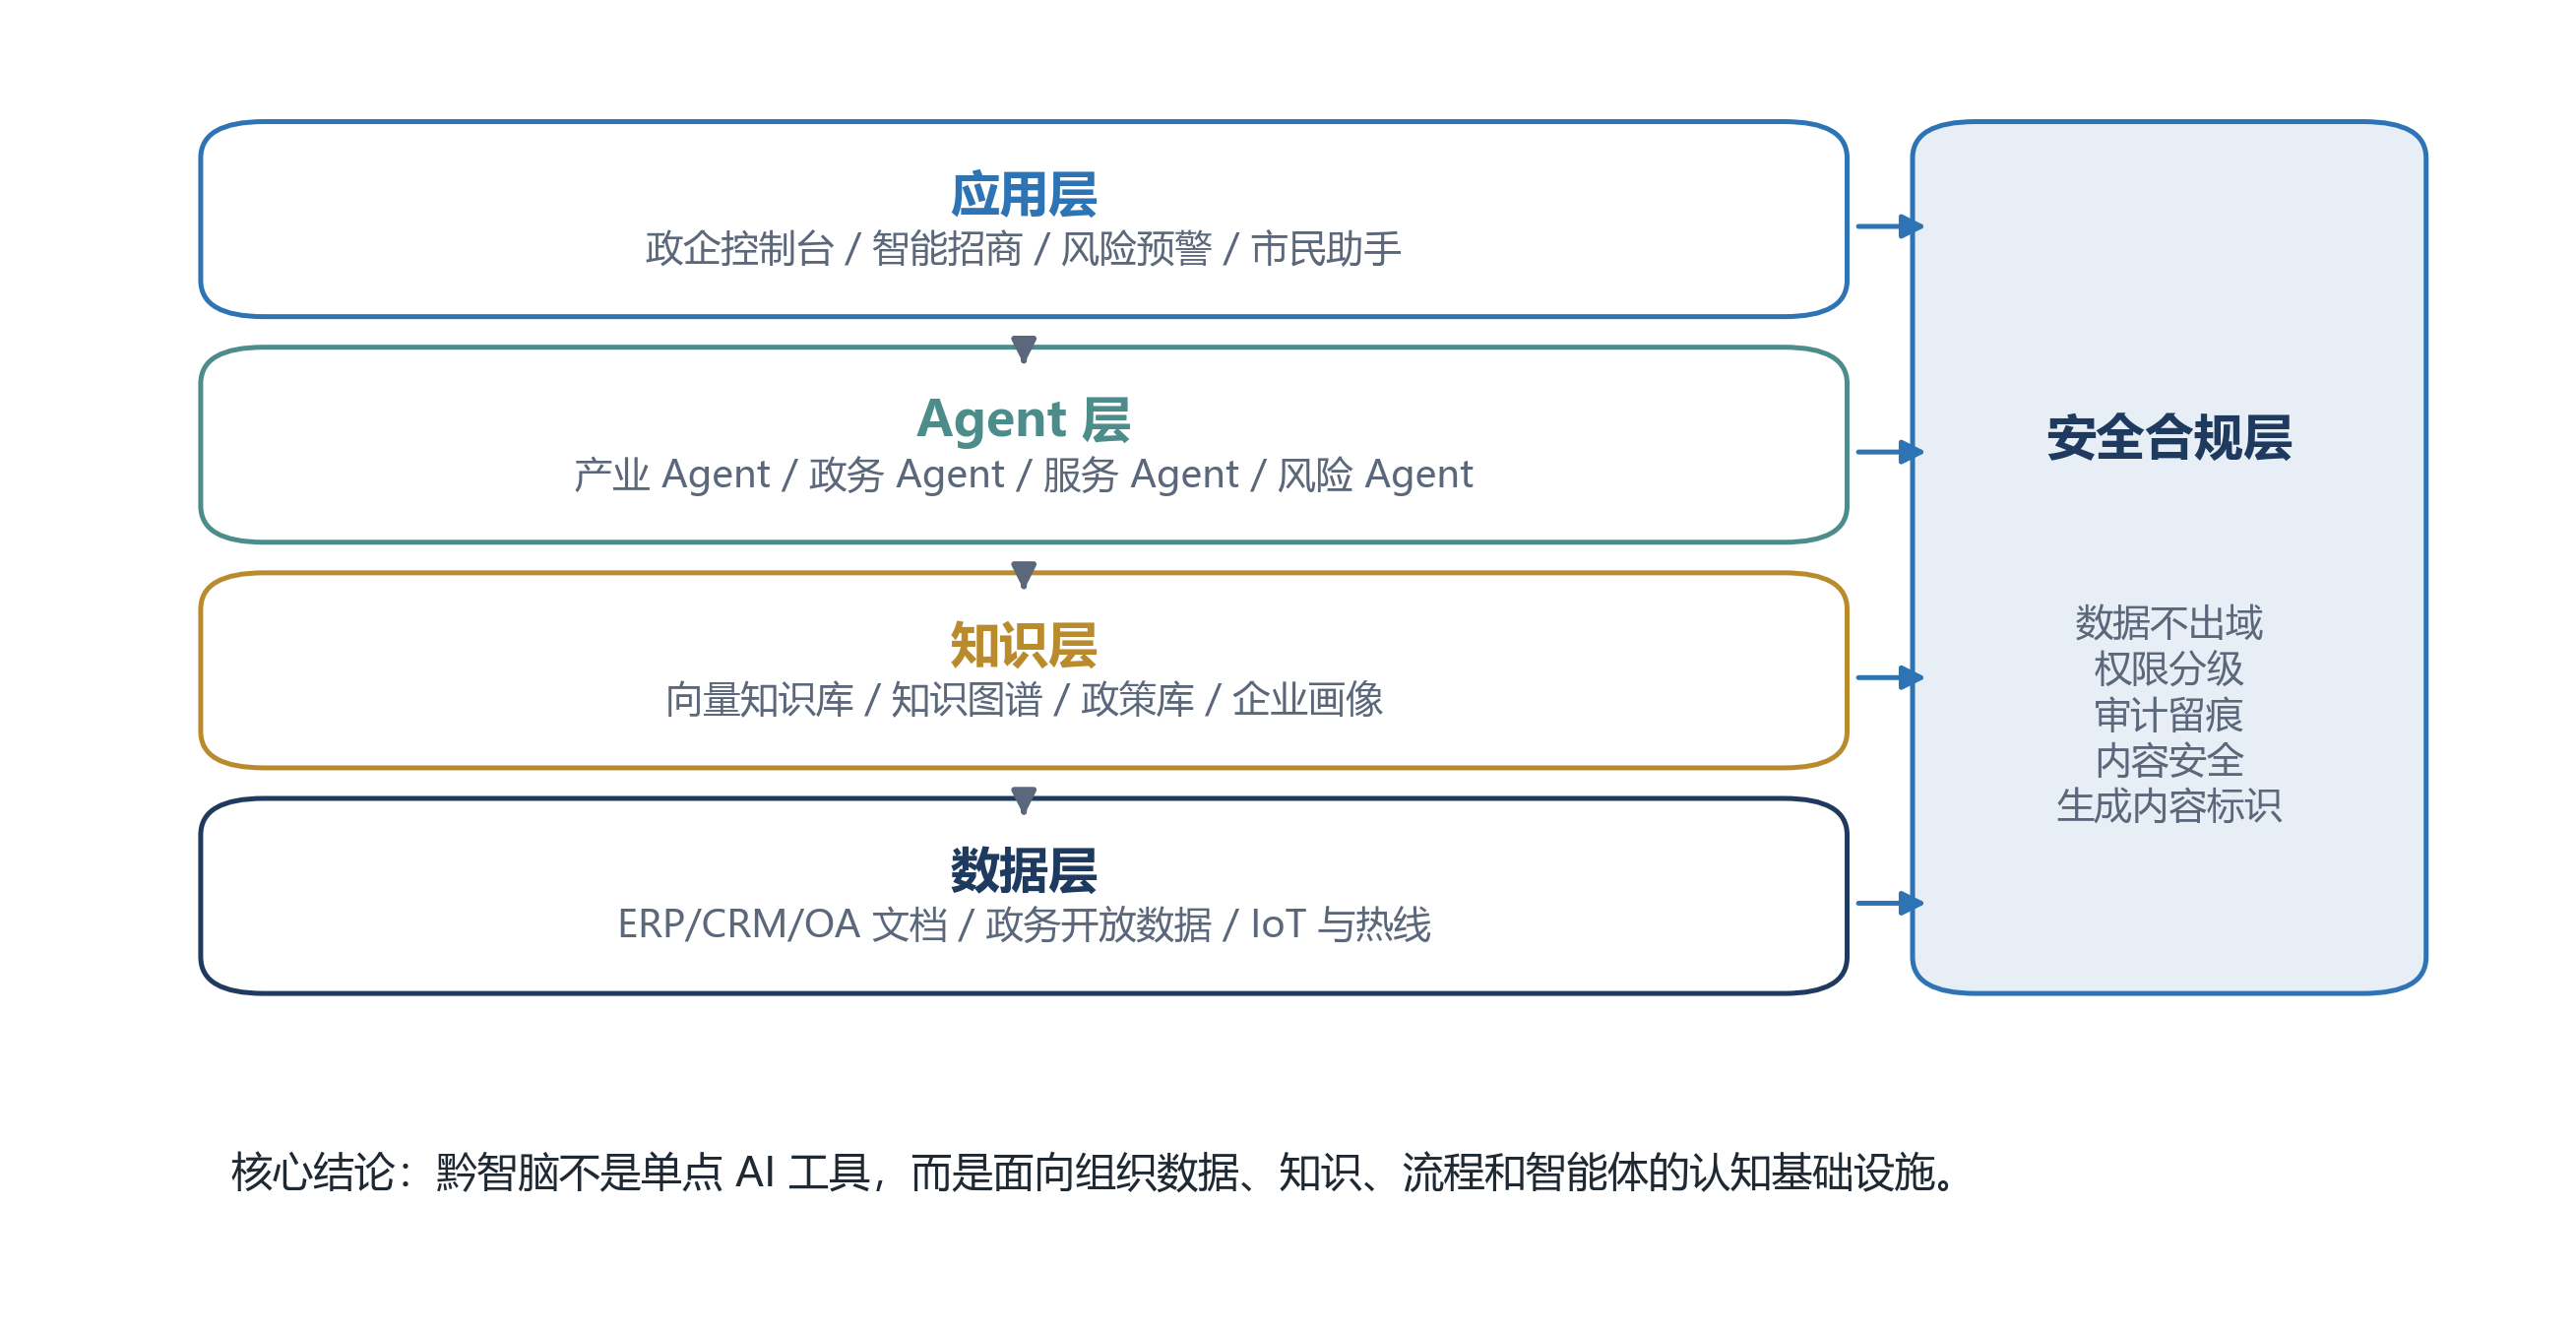 应用层
政企控制台 / 智能招商 / 风险预警 / 市民助手
Agent 层
产业 Agent / 政务 Agent / 服务 Agent / 风险 Agent
知识层
向量知识库 / 知识图谱 / 政策库 / 企业画像
数据层
ERP/CRM/OA 文档 / 政务开放数据 / IoT 与热线
安全合规层
数据不出域
权限分级
审计留痕
内容安全
生成内容标识
核心结论：黔智脑不是单点 AI 工具，而是面向组织数据、知识、流程和智能体的认知基础设施。